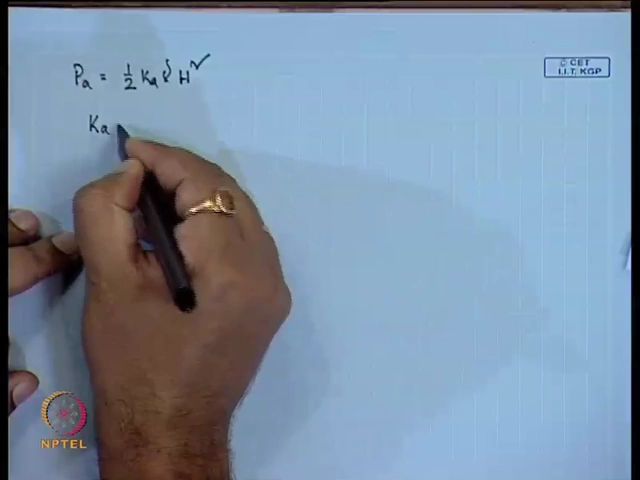 Pₐ = ½ Kₐ γ H²
Kₐ
© CET
I.I.T. KGP
NPTEL